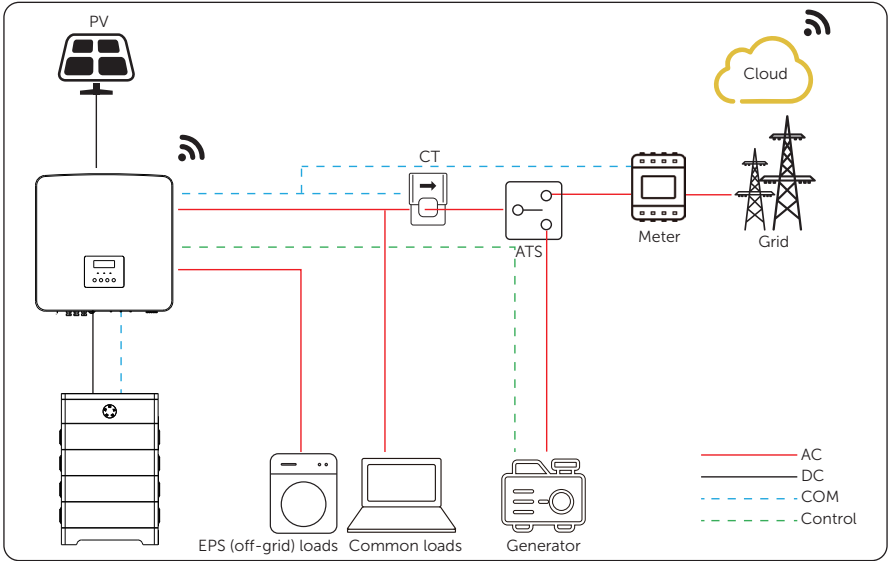 PV
Cloud
CT
Meter
Grid
ATS
AC
DC
COM
Control
EPS (off-grid) loads
Common loads
Generator